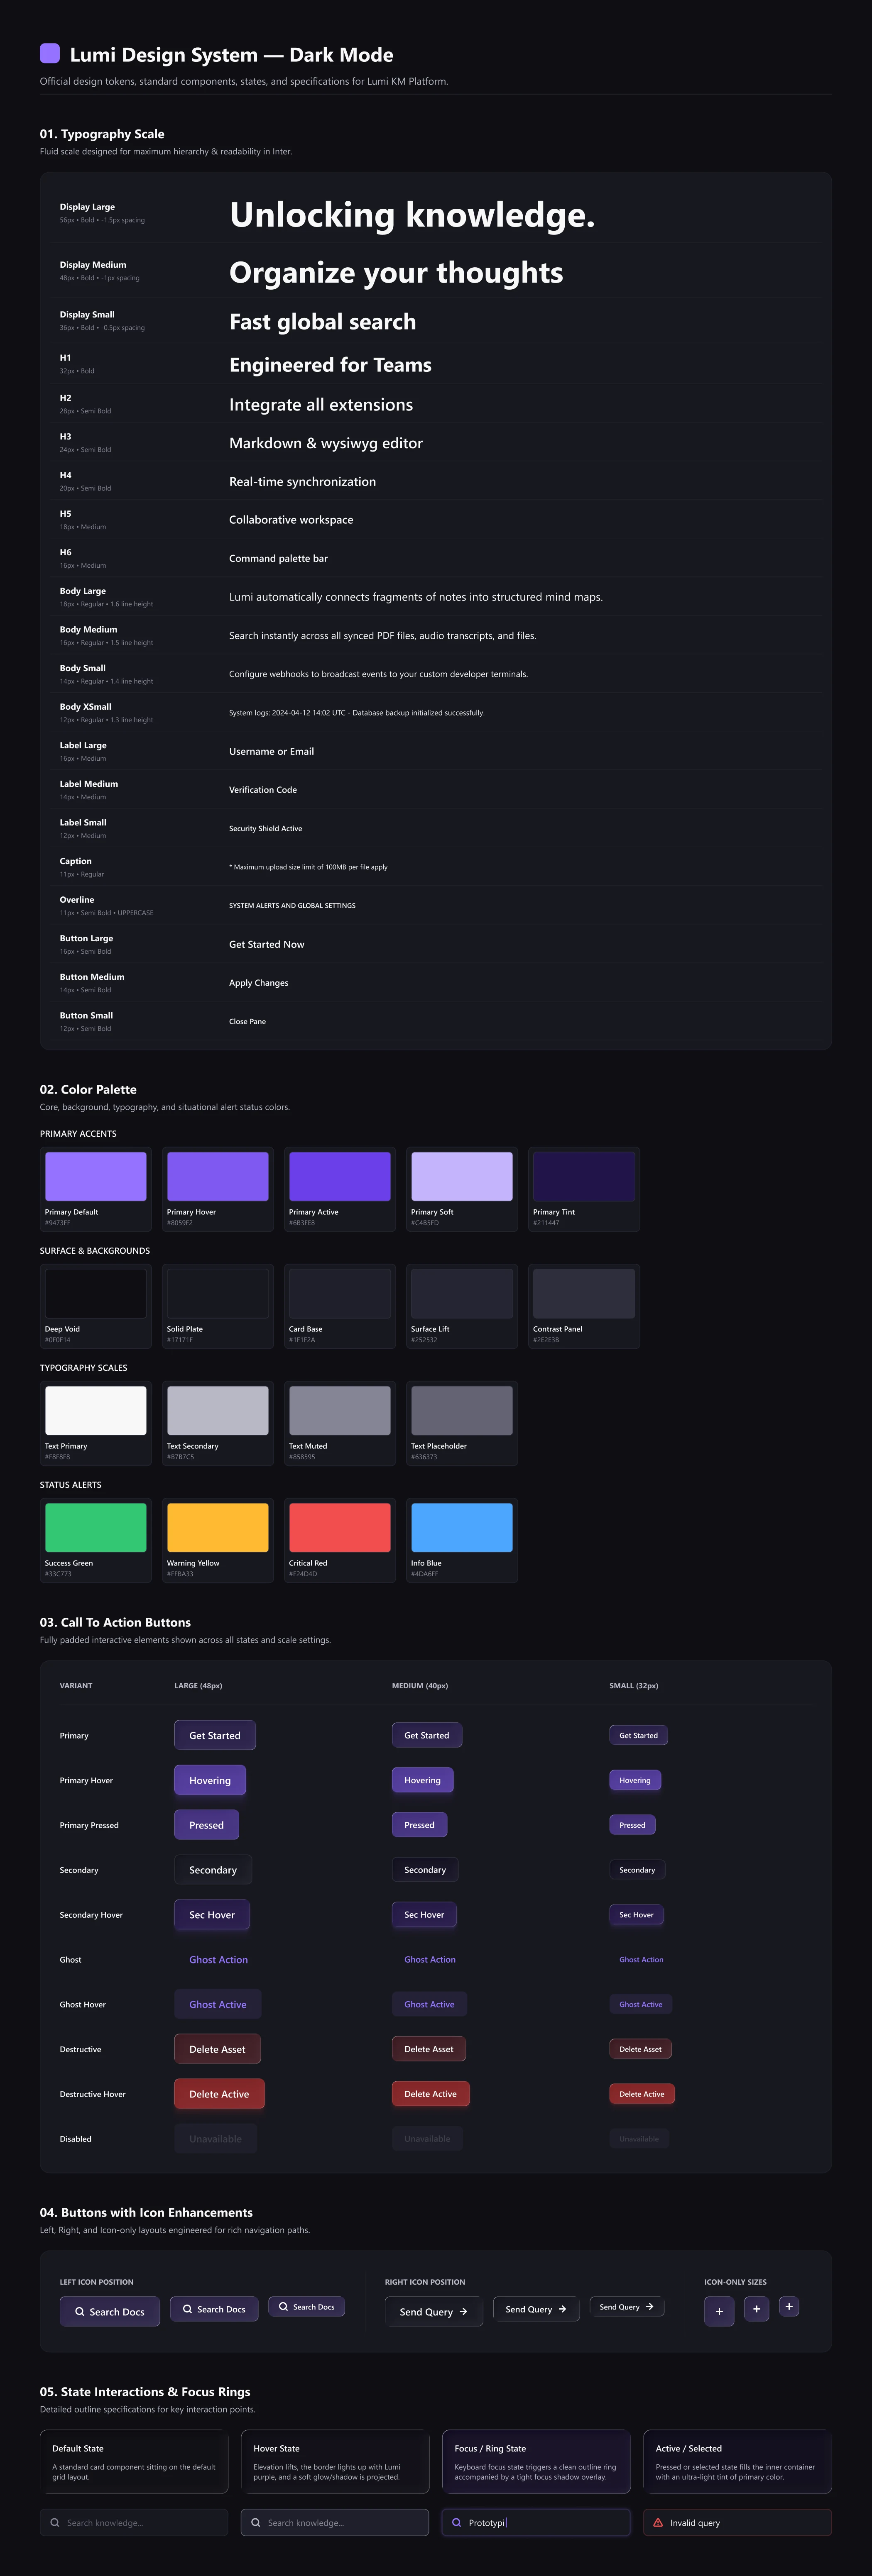 Lumi Design System — Dark Mode
Official design tokens, standard components, states, and specifications for Lumi KM Platform.
01. Typography Scale
Fluid scale designed for maximum hierarchy & readability in Inter.
Display Large
56px • Bold • -1.5px spacing
Unlocking knowledge.
Display Medium
48px • Bold • -1px spacing
Organize your thoughts
Display Small
36px • Bold • -0.5px spacing
Fast global search
H1
32px • Bold
Engineered for Teams
H2
28px • Semi Bold
Integrate all extensions
H3
24px • Semi Bold
Markdown & wysiwyg editor
H4
20px • Semi Bold
Real-time synchronization
H5
18px • Medium
Collaborative workspace
H6
16px • Medium
Command palette bar
Body Large
18px • Regular • 1.6 line height
Lumi automatically connects fragments of notes into structured mind maps.
Body Medium
16px • Regular • 1.5 line height
Search instantly across all synced PDF files, audio transcripts, and files.
Body Small
14px • Regular • 1.4 line height
Configure webhooks to broadcast events to your custom developer terminals.
Body XSmall
12px • Regular • 1.3 line height
System logs: 2024-04-12 14:02 UTC - Database backup initialized successfully.
Label Large
16px • Medium
Username or Email
Label Medium
14px • Medium
Verification Code
Label Small
12px • Medium
Security Shield Active
Caption
11px • Regular
* Maximum upload size limit of 100MB per file apply
Overline
11px • Semi Bold • UPPERCASE
SYSTEM ALERTS AND GLOBAL SETTINGS
Button Large
16px • Semi Bold
Get Started Now
Button Medium
14px • Semi Bold
Apply Changes
Button Small
12px • Semi Bold
Close Pane
02. Color Palette
Core, background, typography, and situational alert status colors.
PRIMARY ACCENTS
Primary Default
#9473FF
Primary Hover
#8059F2
Primary Active
#6B3FE8
Primary Soft
#C4B5FD
Primary Tint
#211447
SURFACE & BACKGROUNDS
Deep Void
#0F0F14
Solid Plate
#17171F
Card Base
#1F1F2A
Surface Lift
#252532
Contrast Panel
#2E2E3B
TYPOGRAPHY SCALES
Text Primary
#F8F8F8
Text Secondary
#B7B7C5
Text Muted
#858595
Text Placeholder
#636373
STATUS ALERTS
Success Green
#33C773
Warning Yellow
#FFBA33
Critical Red
#F24D4D
Info Blue
#4DA6FF
03. Call To Action Buttons
Fully padded interactive elements shown across all states and scale settings.
VARIANT LARGE (48px) MEDIUM (40px) SMALL (32px)
Primary Get Started Get Started Get Started
Primary Hover Hovering Hovering Hovering
Primary Pressed Pressed Pressed Pressed
Secondary Secondary Secondary Secondary
Secondary Hover Sec Hover Sec Hover Sec Hover
Ghost Ghost Action Ghost Action Ghost Action
Ghost Hover Ghost Active Ghost Active Ghost Active
Destructive Delete Asset Delete Asset Delete Asset
Destructive Hover Delete Active Delete Active Delete Active
Disabled Unavailable Unavailable Unavailable
04. Buttons with Icon Enhancements
Left, Right, and Icon-only layouts engineered for rich navigation paths.
LEFT ICON POSITION
Search Docs Search Docs Search Docs
RIGHT ICON POSITION
Send Query Send Query Send Query
ICON-ONLY SIZES
05. State Interactions & Focus Rings
Detailed outline specifications for key interaction points.
Default State
A standard card component sitting on the default
grid layout.
Hover State
Elevation lifts, the border lights up with Lumi
purple, and a soft glow/shadow is projected.
Focus / Ring State
Keyboard focus state triggers a clean outline ring
accompanied by a tight focus shadow overlay.
Active / Selected
Pressed or selected state fills the inner container
with an ultra-light tint of primary color.
Search knowledge...
Search knowledge...
Prototypi
Invalid query